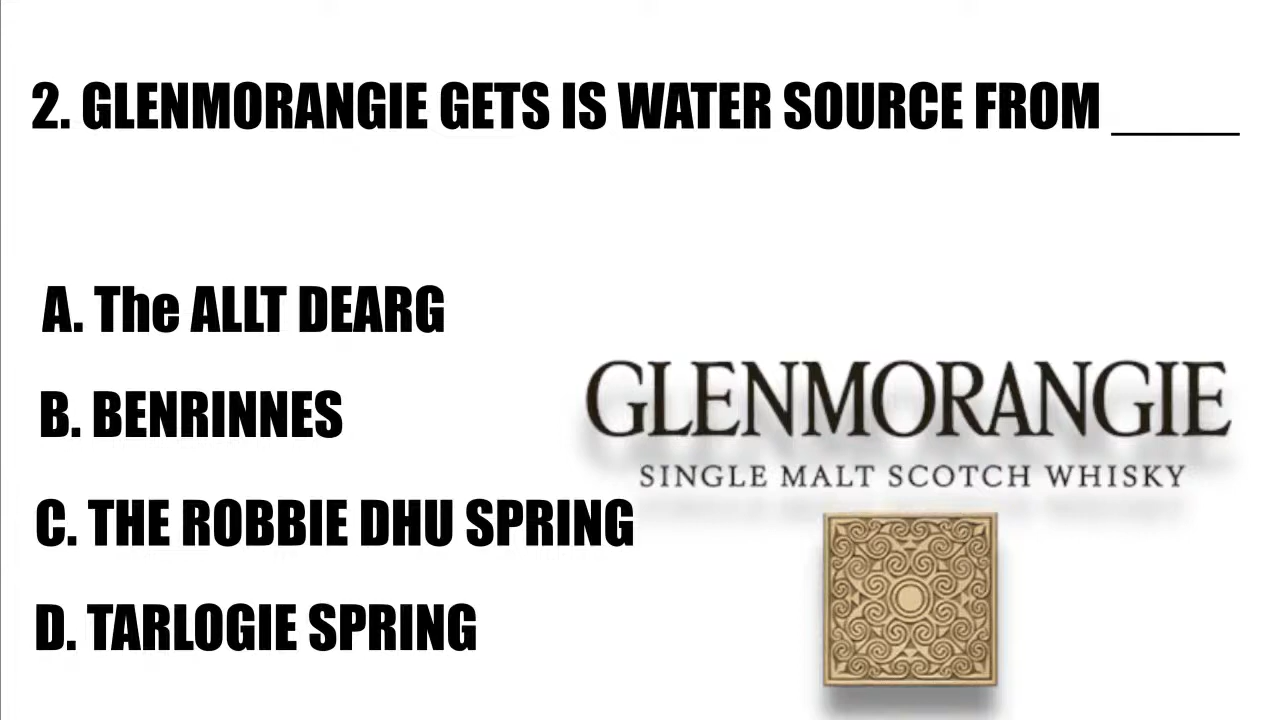 2. GLENMORANGIE GETS IS WATER SOURCE FROM _____
A. The ALLT DEARG
B. BENRINNES
C. THE ROBBIE DHU SPRING
D. TARLOGIE SPRING
GLENMORANGIE
SINGLE MALT SCOTCH WHISKY